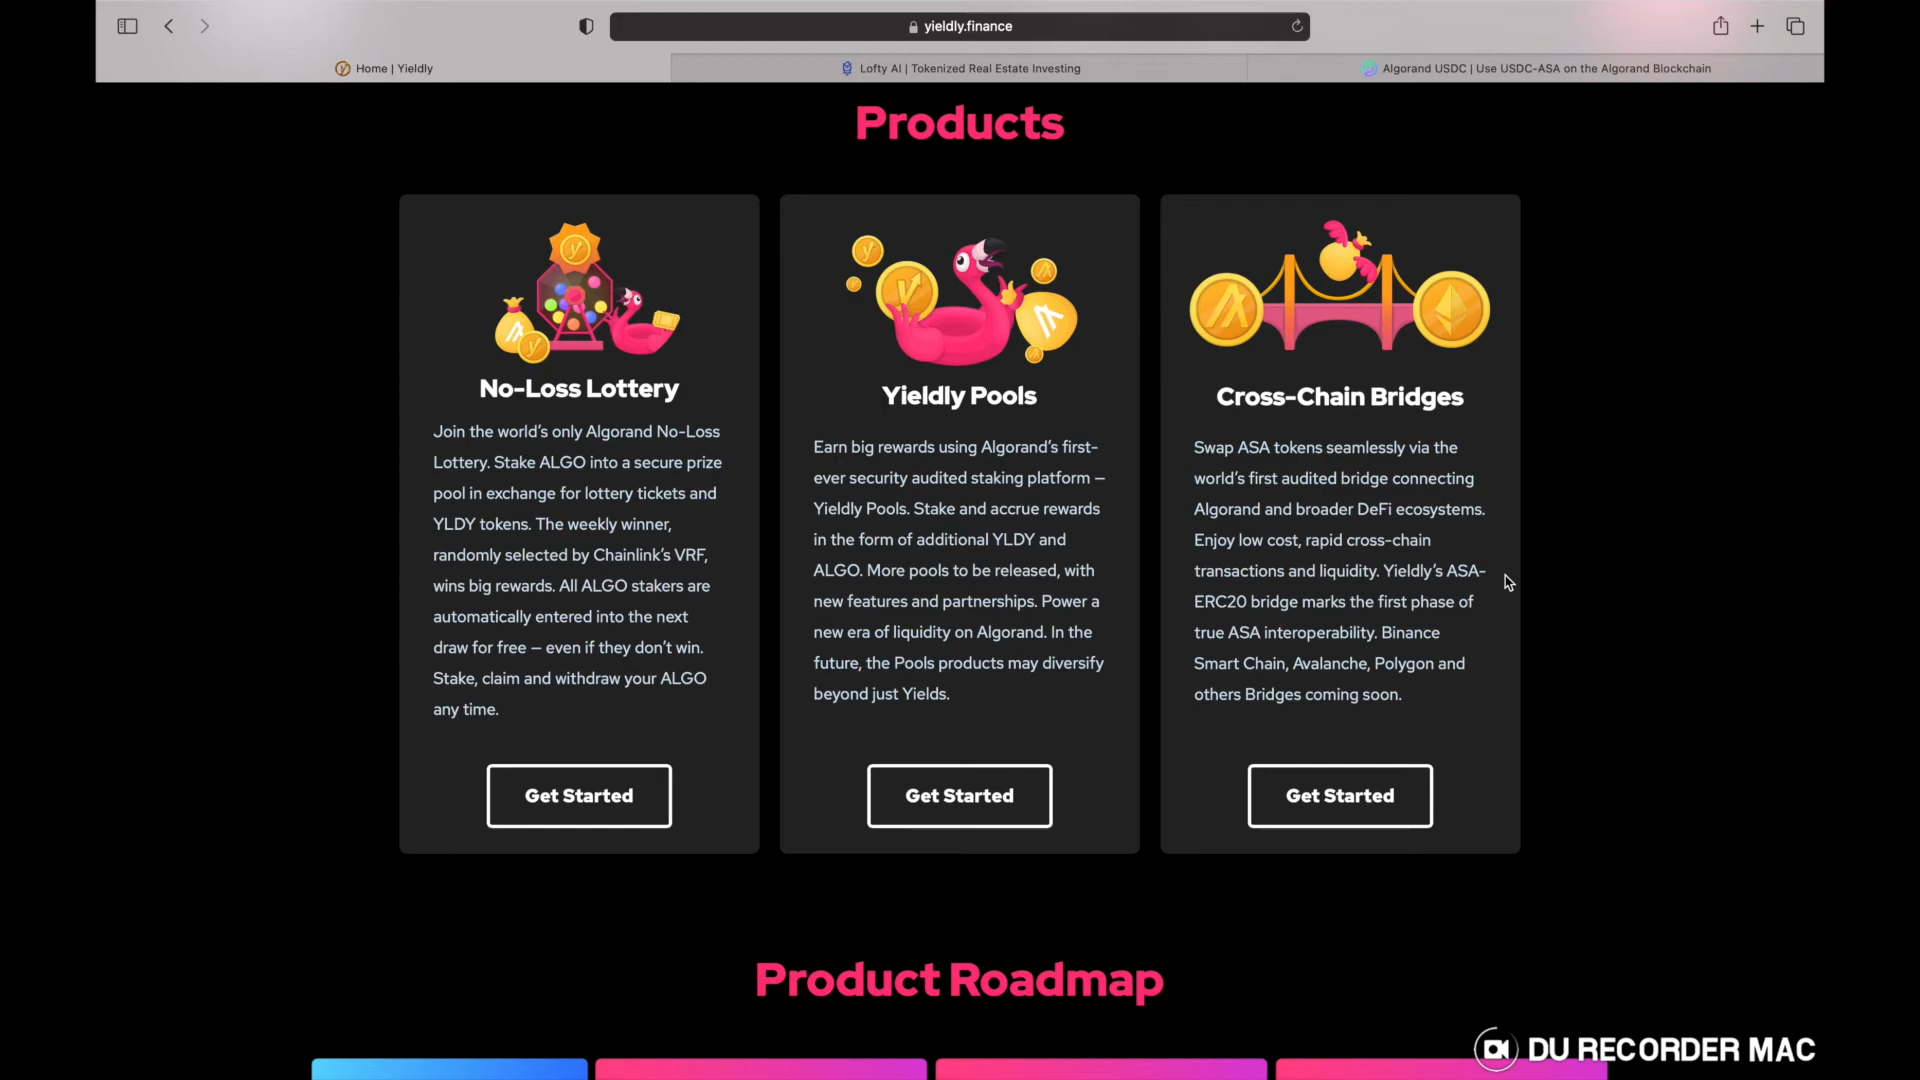 yieldly.finance
Home | Yieldly
Lofty AI | Tokenized Real Estate Investing
Algorand USDC | Use USDC-ASA on the Algorand Blockchain
Products
No-Loss Lottery
Join the world's only Algorand No-Loss
Lottery. Stake ALGO into a secure prize
pool in exchange for lottery tickets and
YLDY tokens. The weekly winner,
randomly selected by Chainlink's VRF,
wins big rewards. All ALGO stakers are
automatically entered into the next
draw for free – even if they don't win.
Stake, claim and withdraw your ALGO
any time.
Get Started
Yieldly Pools
Earn big rewards using Algorand's first-
ever security audited staking platform –
Yieldly Pools. Stake and accrue rewards
in the form of additional YLDY and
ALGO. More pools to be released, with
new features and partnerships. Power a
new era of liquidity on Algorand. In the
future, the Pools products may diversify
beyond just Yields.
Get Started
Cross-Chain Bridges
Swap ASA tokens seamlessly via the
world's first audited bridge connecting
Algorand and broader DeFi ecosystems.
Enjoy low cost, rapid cross-chain
transactions and liquidity. Yieldly's ASA-
ERC20 bridge marks the first phase of
true ASA interoperability. Binance
Smart Chain, Avalanche, Polygon and
others Bridges coming soon.
Get Started
Product Roadmap
DU RECORDER MAC